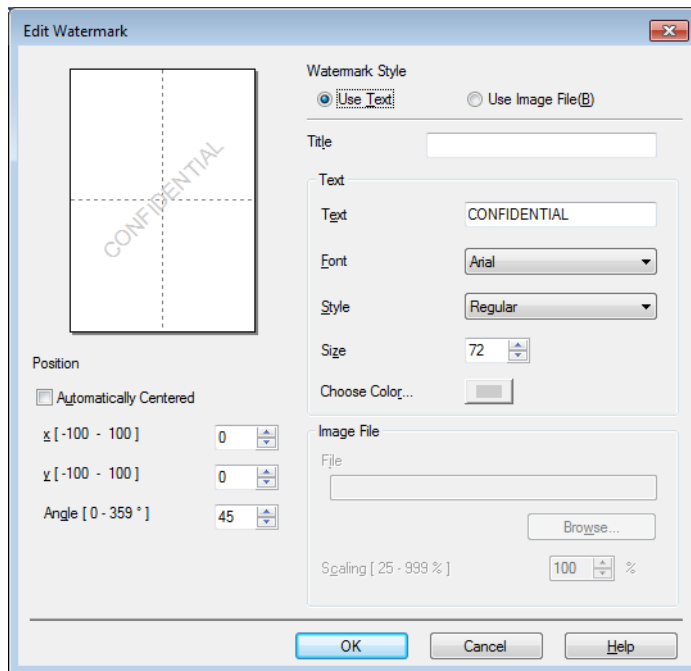 Edit Watermark
CONFIDENTIAL
Position
Automatically Centered
x [ -100 - 100 ] 0
y [ -100 - 100 ] 0
Angle [ 0 - 359 ° ] 45
Watermark Style
Use Text Use Image File(B)
Title
Text
Text CONFIDENTIAL
Font Arial
Style Regular
Size 72
Choose Color...
Image File
File
Browse...
Scaling [ 25 - 999 % ] 100 %
OK Cancel Help